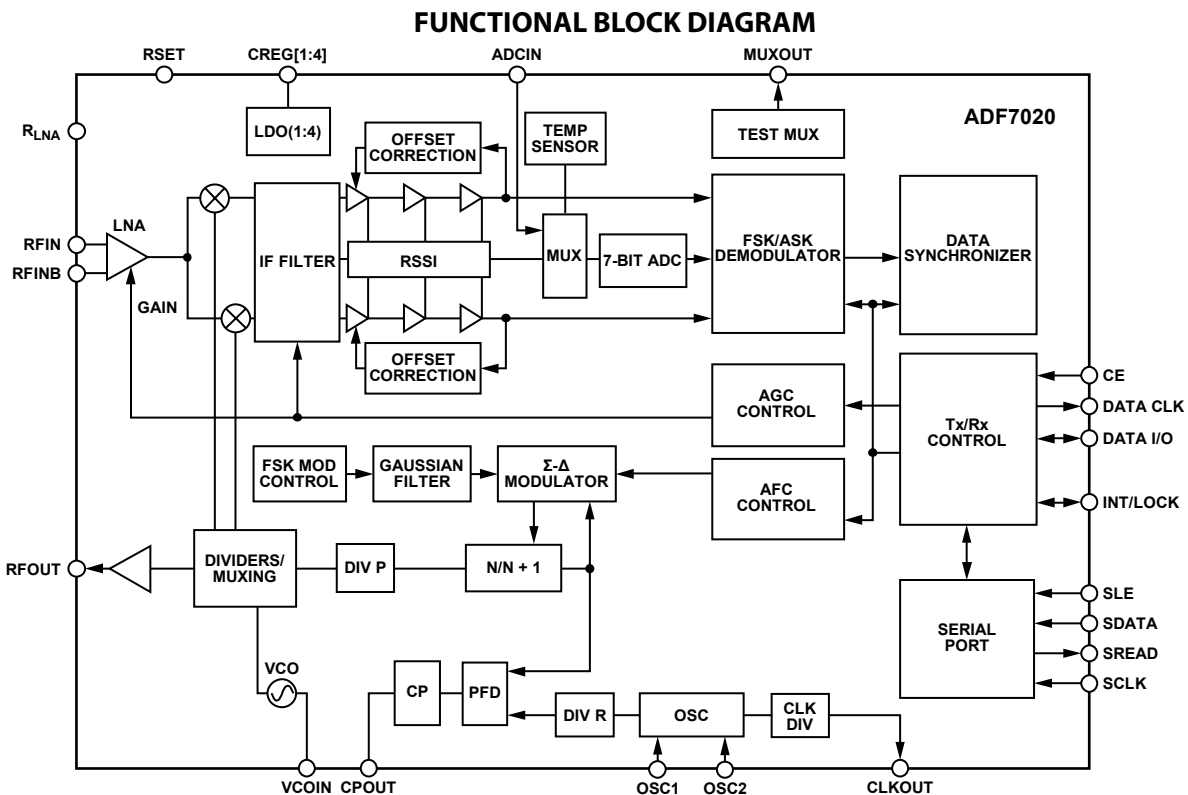 FUNCTIONAL BLOCK DIAGRAM
RSET
CREG[1:4]
ADCIN
MUXOUT
ADF7020
RLNA
LDO(1:4)
OFFSET
CORRECTION
TEMP
SENSOR
TEST MUX
LNA
RFIN
RFINB
GAIN
IF FILTER
RSSI
MUX
7-BIT ADC
FSK/ASK
DEMODULATOR
DATA
SYNCHRONIZER
OFFSET
CORRECTION
AGC
CONTROL
Tx/Rx
CONTROL
CE
DATA CLK
DATA I/O
INT/LOCK
FSK MOD
CONTROL
GAUSSIAN
FILTER
Σ-Δ
MODULATOR
AFC
CONTROL
RFOUT
DIVIDERS/
MUXING
DIV P
N/N + 1
SERIAL
PORT
SLE
SDATA
SREAD
SCLK
VCO
CP
PFD
DIV R
OSC
CLK
DIV
VCOIN
CPOUT
OSC1
OSC2
CLKOUT